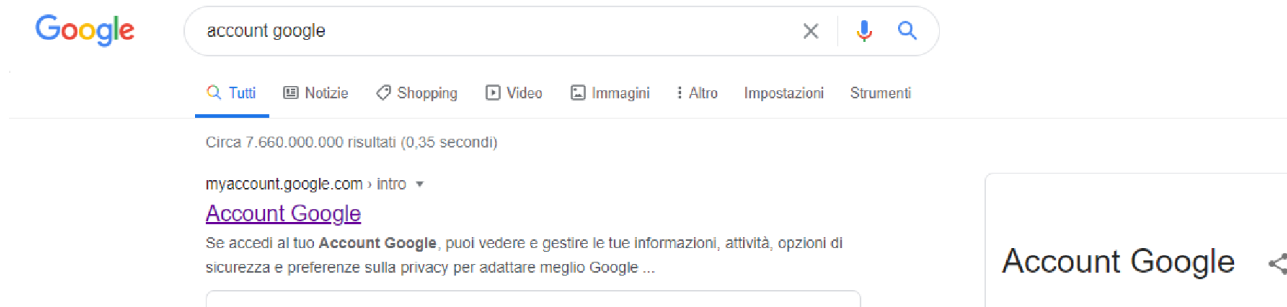 Google
account google
Tutti Notizie Shopping Video Immagini Altro Impostazioni Strumenti
Circa 7.660.000.000 risultati (0,35 secondi)
myaccount.google.com › intro
Account Google
Se accedi al tuo Account Google, puoi vedere e gestire le tue informazioni, attività, opzioni di
sicurezza e preferenze sulla privacy per adattare meglio Google ...
Account Google